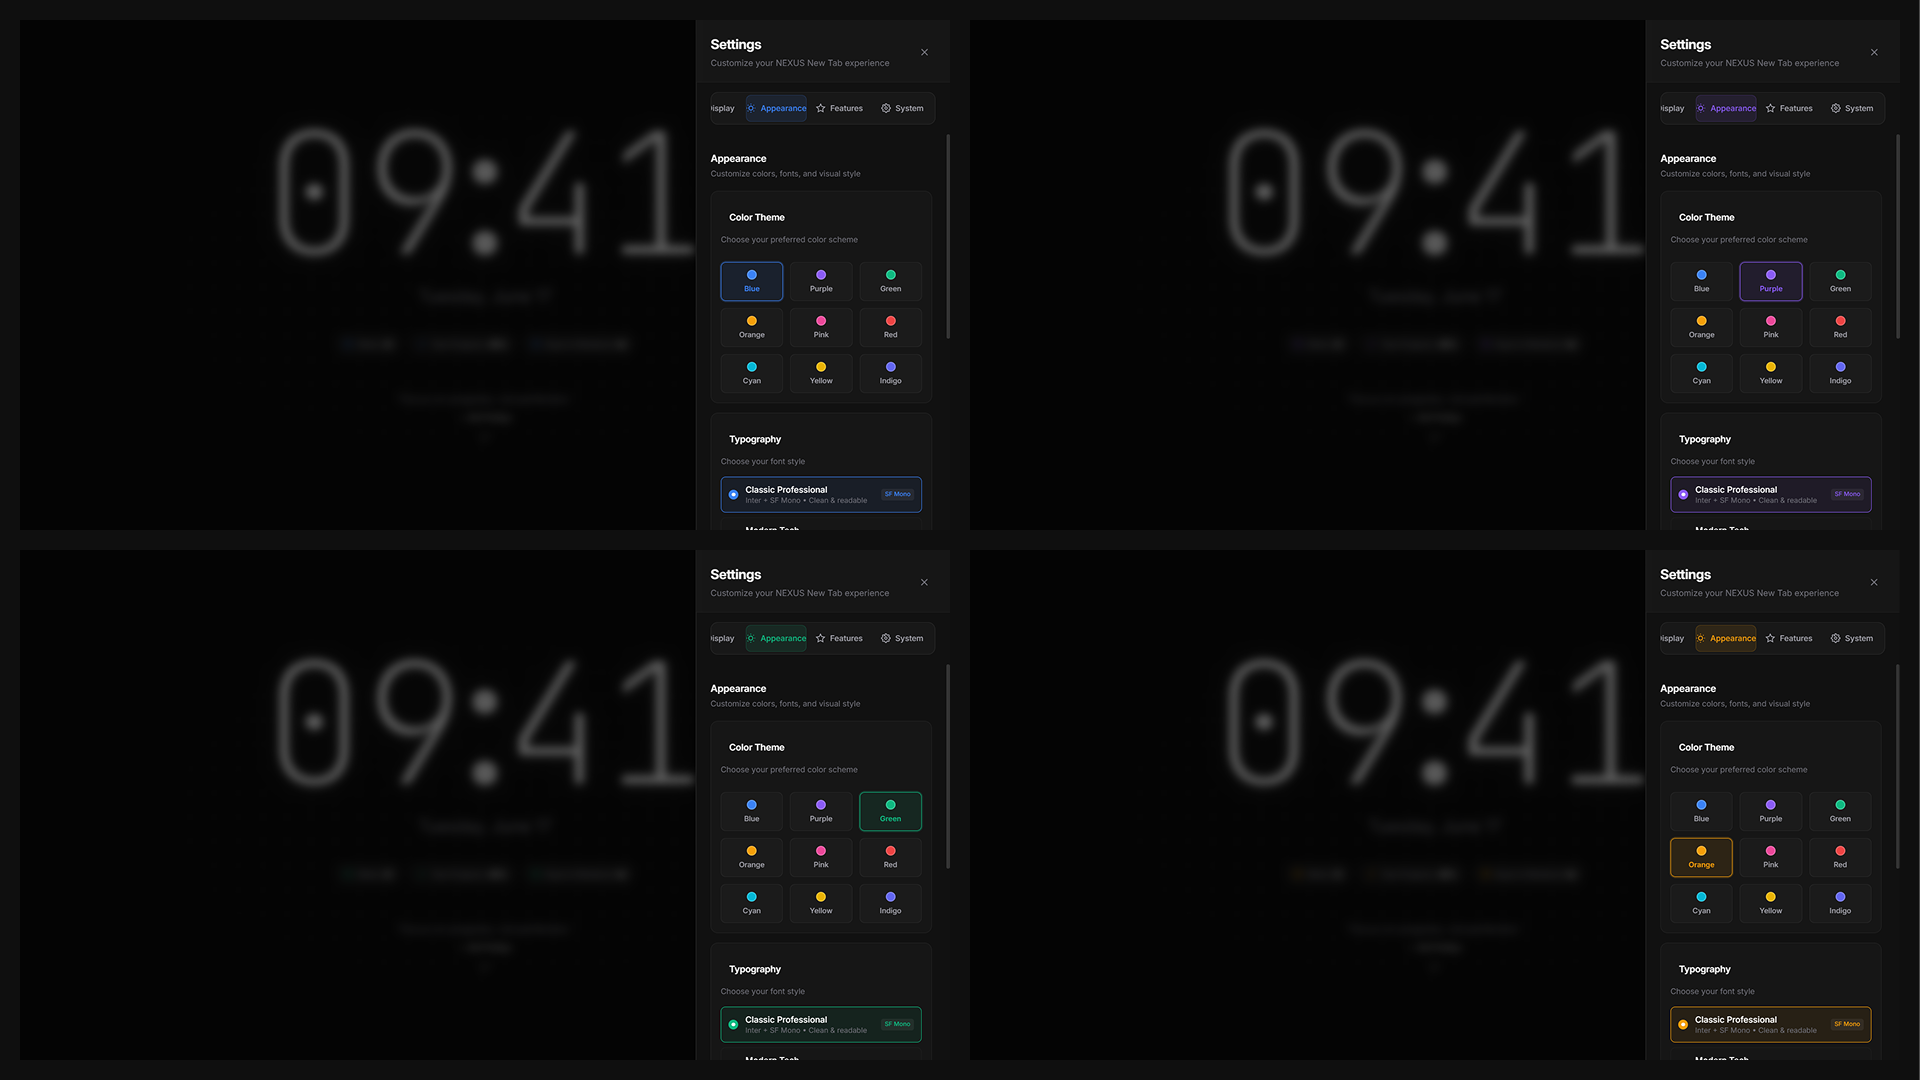 09:41
Settings
Customize your NEXUS New Tab experience
isplay Appearance Features System
Appearance
Customize colors, fonts, and visual style
Color Theme
Choose your preferred color scheme
Blue Purple Green
Orange Pink Red
Cyan Yellow Indigo
Typography
Choose your font style
Classic Professional
Inter + SF Mono • Clean & readable
SF Mono
Modern Tech
09:41
Settings
Customize your NEXUS New Tab experience
isplay Appearance Features System
Appearance
Customize colors, fonts, and visual style
Color Theme
Choose your preferred color scheme
Blue Purple Green
Orange Pink Red
Cyan Yellow Indigo
Typography
Choose your font style
Classic Professional
Inter + SF Mono • Clean & readable
SF Mono
Modern Tech
09:41
Settings
Customize your NEXUS New Tab experience
isplay Appearance Features System
Appearance
Customize colors, fonts, and visual style
Color Theme
Choose your preferred color scheme
Blue Purple Green
Orange Pink Red
Cyan Yellow Indigo
Typography
Choose your font style
Classic Professional
Inter + SF Mono • Clean & readable
SF Mono
Modern Tech
09:41
Settings
Customize your NEXUS New Tab experience
isplay Appearance Features System
Appearance
Customize colors, fonts, and visual style
Color Theme
Choose your preferred color scheme
Blue Purple Green
Orange Pink Red
Cyan Yellow Indigo
Typography
Choose your font style
Classic Professional
Inter + SF Mono • Clean & readable
SF Mono
Modern Tech